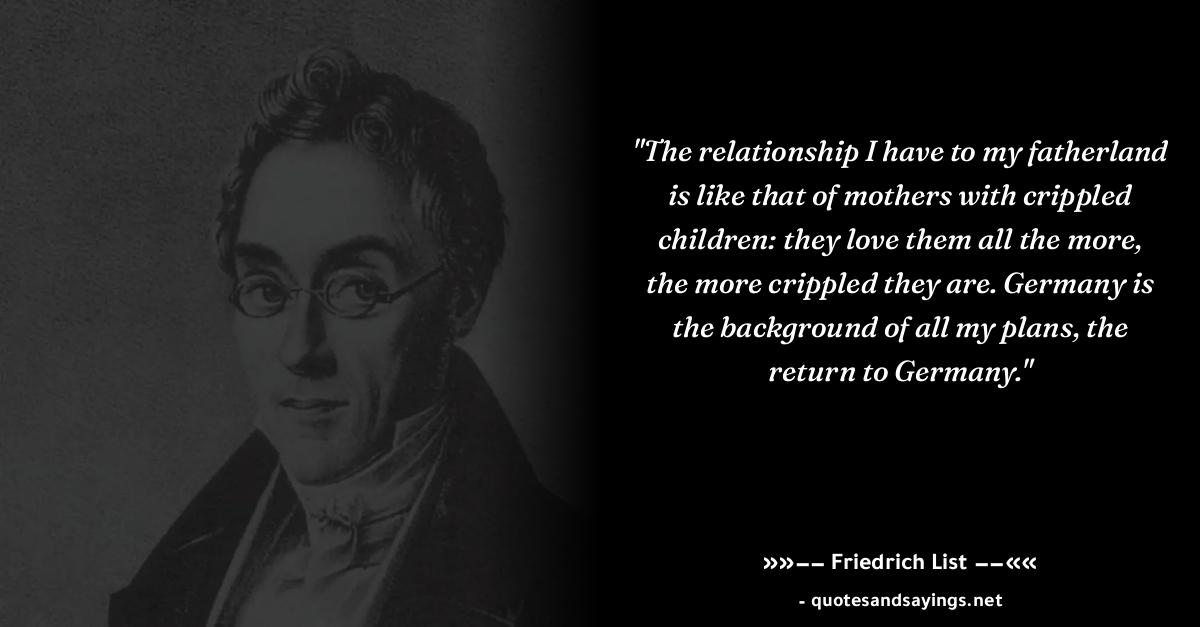 "The relationship I have to my fatherland
is like that of mothers with crippled
children: they love them all the more,
the more crippled they are. Germany is
the background of all my plans, the
return to Germany."
»»−− Friedrich List −−««
- quotesandsayings.net